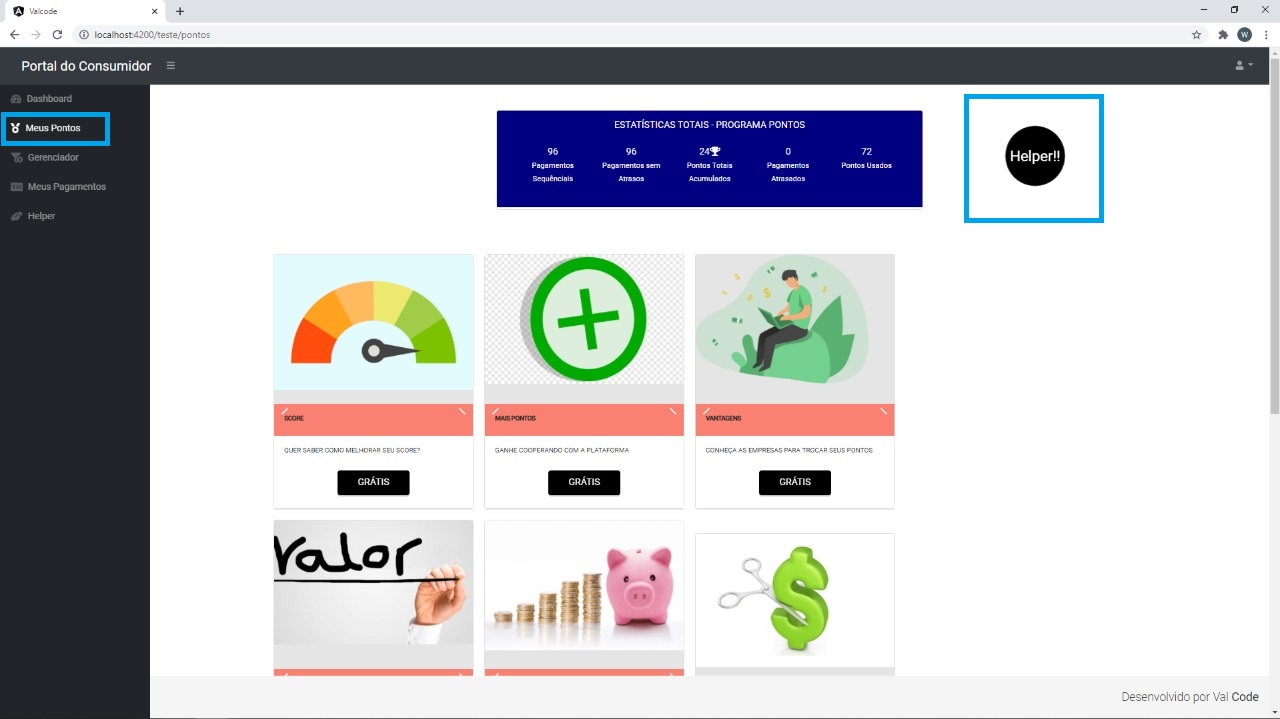 Valcode
localhost:4200/teste/pontos
W
Portal do Consumidor
Dashboard
Meus Pontos
Gerenciador
Meus Pagamentos
Helper
ESTATÍSTICAS TOTAIS - PROGRAMA PONTOS
96
Pagamentos
Sequênciais
96
Pagamentos sem
Atrasos
24
Pontos Totais
Acumulados
0
Pagamentos
Atrasados
72
Pontos Usados
Helper!!
SCORE
QUER SABER COMO MELHORAR SEU SCORE?
GRÁTIS
MAIS PONTOS
GANHE COOPERANDO COM A PLATAFORMA
GRÁTIS
VANTAGENS
CONHEÇA AS EMPRESAS PARA TROCAR SEUS PONTOS
GRÁTIS
Valor
Desenvolvido por Val Code